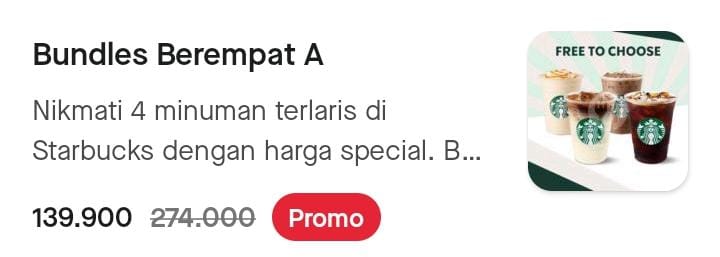 Bundles Berempat A
FREE TO CHOOSE
Nikmati 4 minuman terlaris di
Starbucks dengan harga special. B...
139.900 274.000 Promo